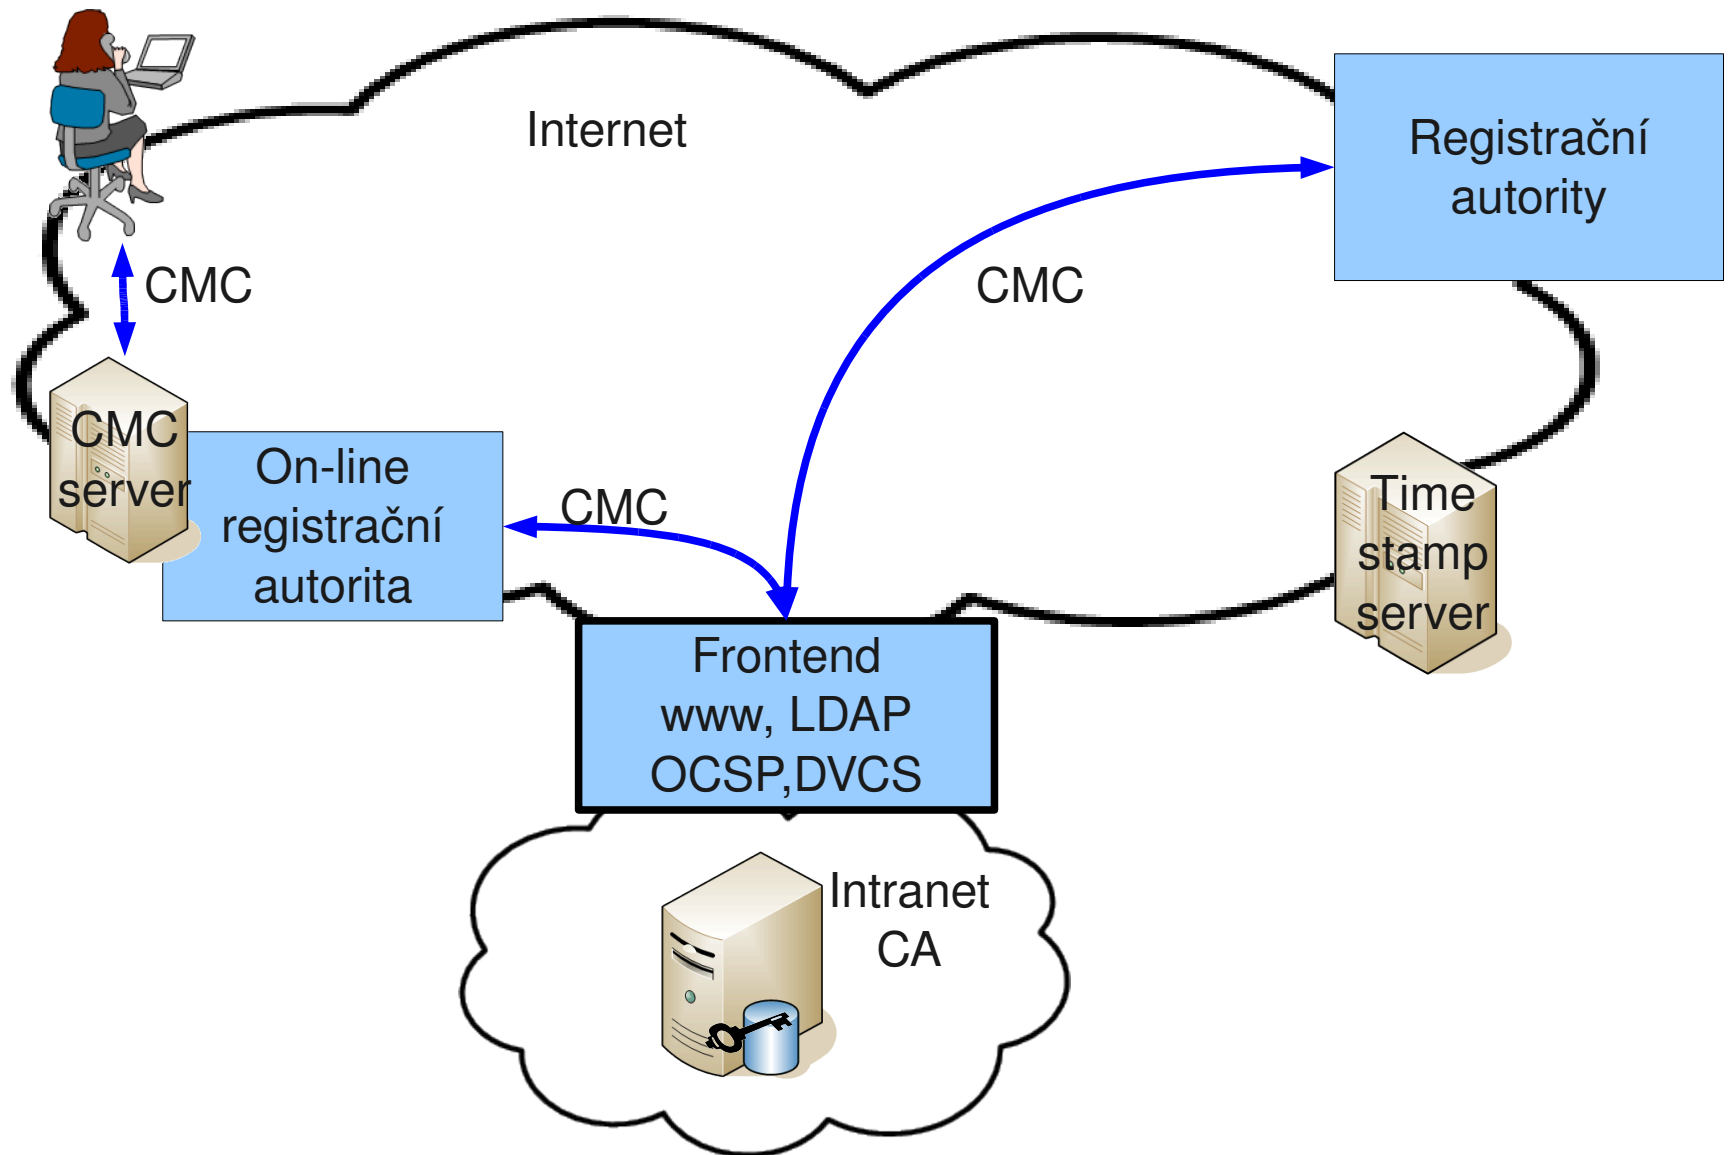 Internet
Registrační
autority
CMC
CMC
CMC
server
On-line
registrační
autorita
CMC
Time
stamp
server
Frontend
www, LDAP
OCSP,DVCS
Intranet
CA